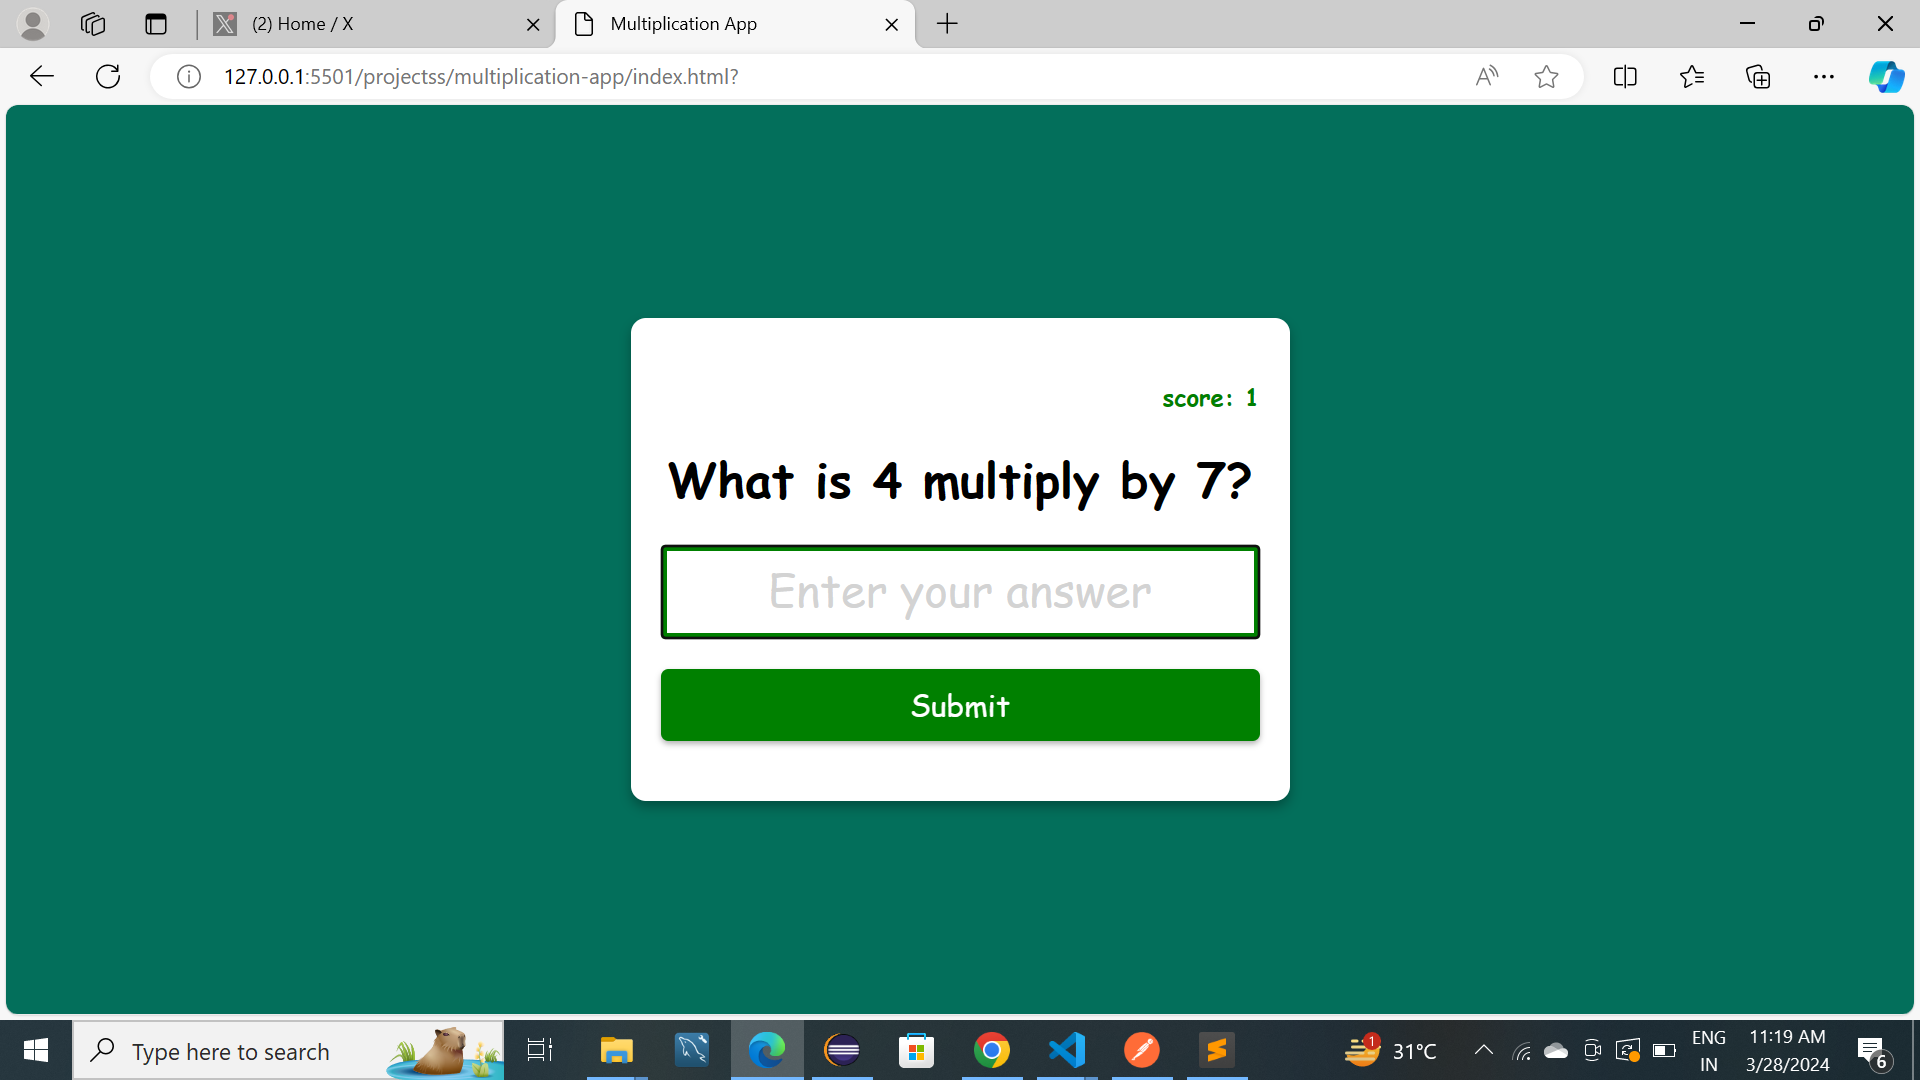 (2) Home / X
Multiplication App
127.0.0.1:5501/projectss/multiplication-app/index.html?
score: 1
What is 4 multiply by 7?
Enter your answer
Submit
Type here to search
1
31°C
ENG
IN
11:19 AM
3/28/2024
6